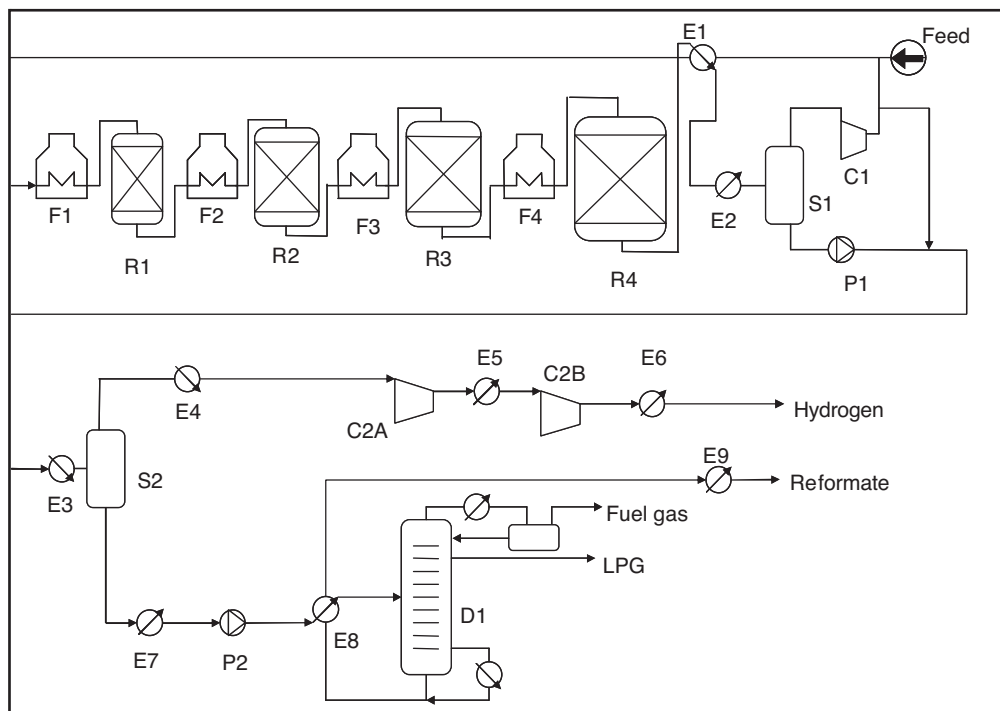 E1
Feed
F1
F2
F3
F4
E2
S1
C1
R1
R2
R3
R4
P1
E4
E5
C2B
E6
C2A
Hydrogen
E3
S2
E9
Reformate
Fuel gas
LPG
D1
E7
P2
E8